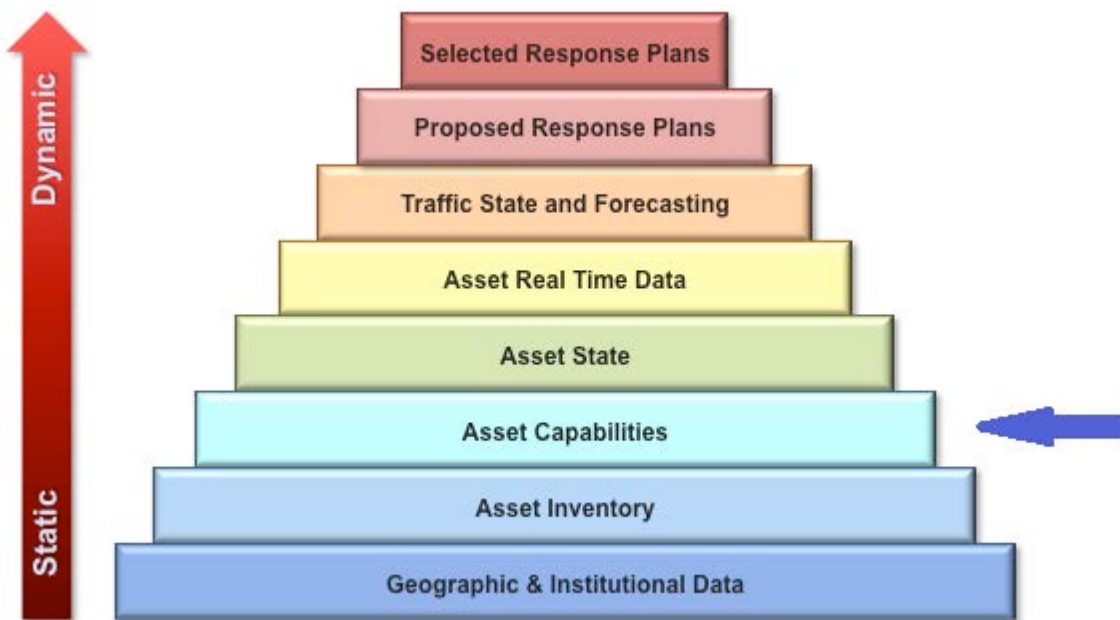 Dynamic
Static
Selected Response Plans
Proposed Response Plans
Traffic State and Forecasting
Asset Real Time Data
Asset State
Asset Capabilities
Asset Inventory
Geographic & Institutional Data